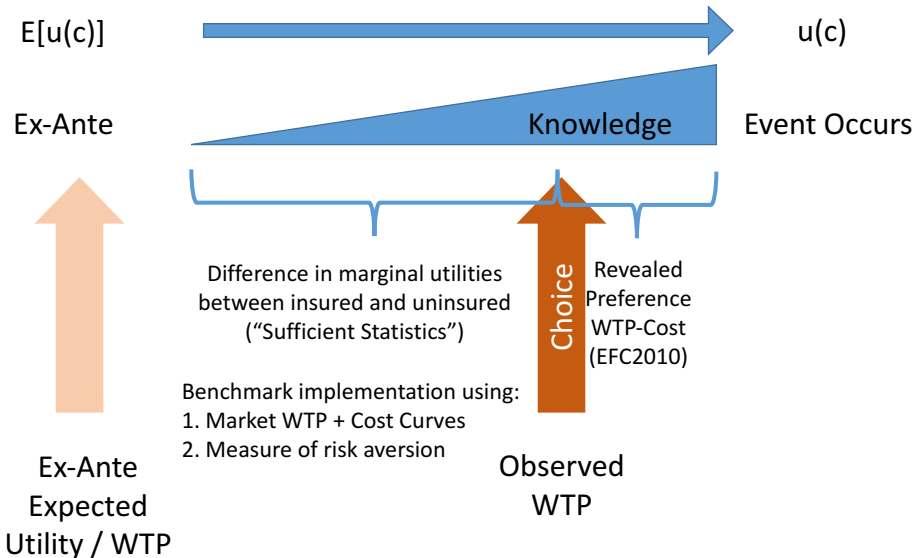 E[u(c)]
u(c)
Ex-Ante
Knowledge
Event Occurs
Difference in marginal utilities
between insured and uninsured
(“Sufficient Statistics”)
Benchmark implementation using:
1. Market WTP + Cost Curves
2. Measure of risk aversion
Choice
Revealed
Preference
WTP-Cost
(EFC2010)
Ex-Ante
Expected
Utility / WTP
Observed
WTP